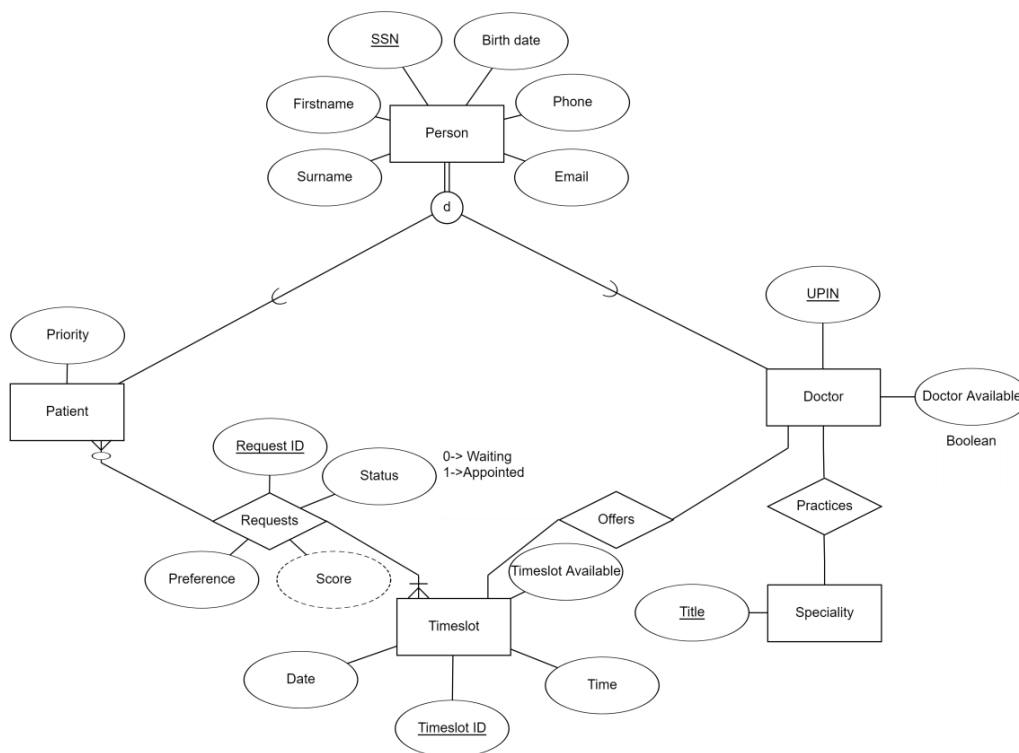 SSN
Birth date
Firstname
Phone
Person
Surname
Email
d
UPIN
Priority
Patient
Doctor
Doctor Available
Boolean
Request ID
Status
0-> Waiting
1->Appointed
Requests
Offers
Practices
Preference
Score
Timeslot Available
Timeslot
Title
Speciality
Date
Time
Timeslot ID